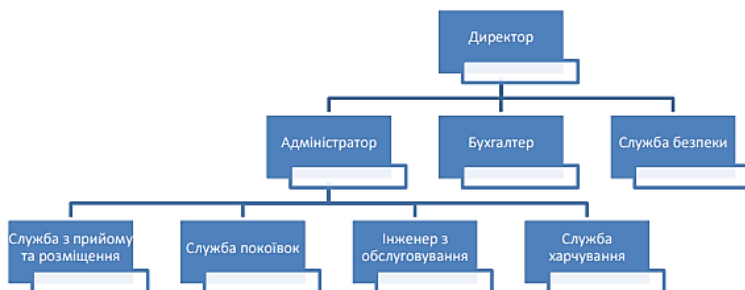 Директор
Адміністратор
Бухгалтер
Служба безпеки
Служба з прийому
та розміщення
Служба покоївок
Інженер з
обслуговування
Служба
харчування